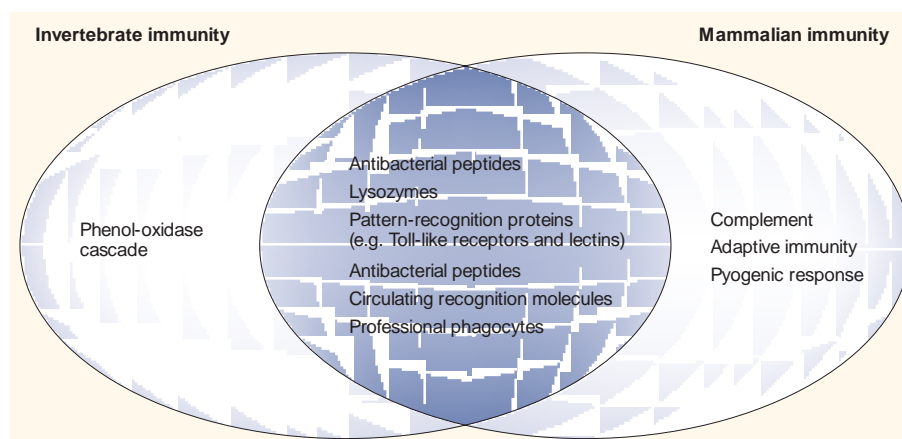 Invertebrate immunity
Mammalian immunity
Phenol-oxidase
cascade
Antibacterial peptides
Lysozymes
Pattern-recognition proteins
(e.g. Toll-like receptors and lectins)
Antibacterial peptides
Circulating recognition molecules
Professional phagocytes
Complement
Adaptive immunity
Pyogenic response